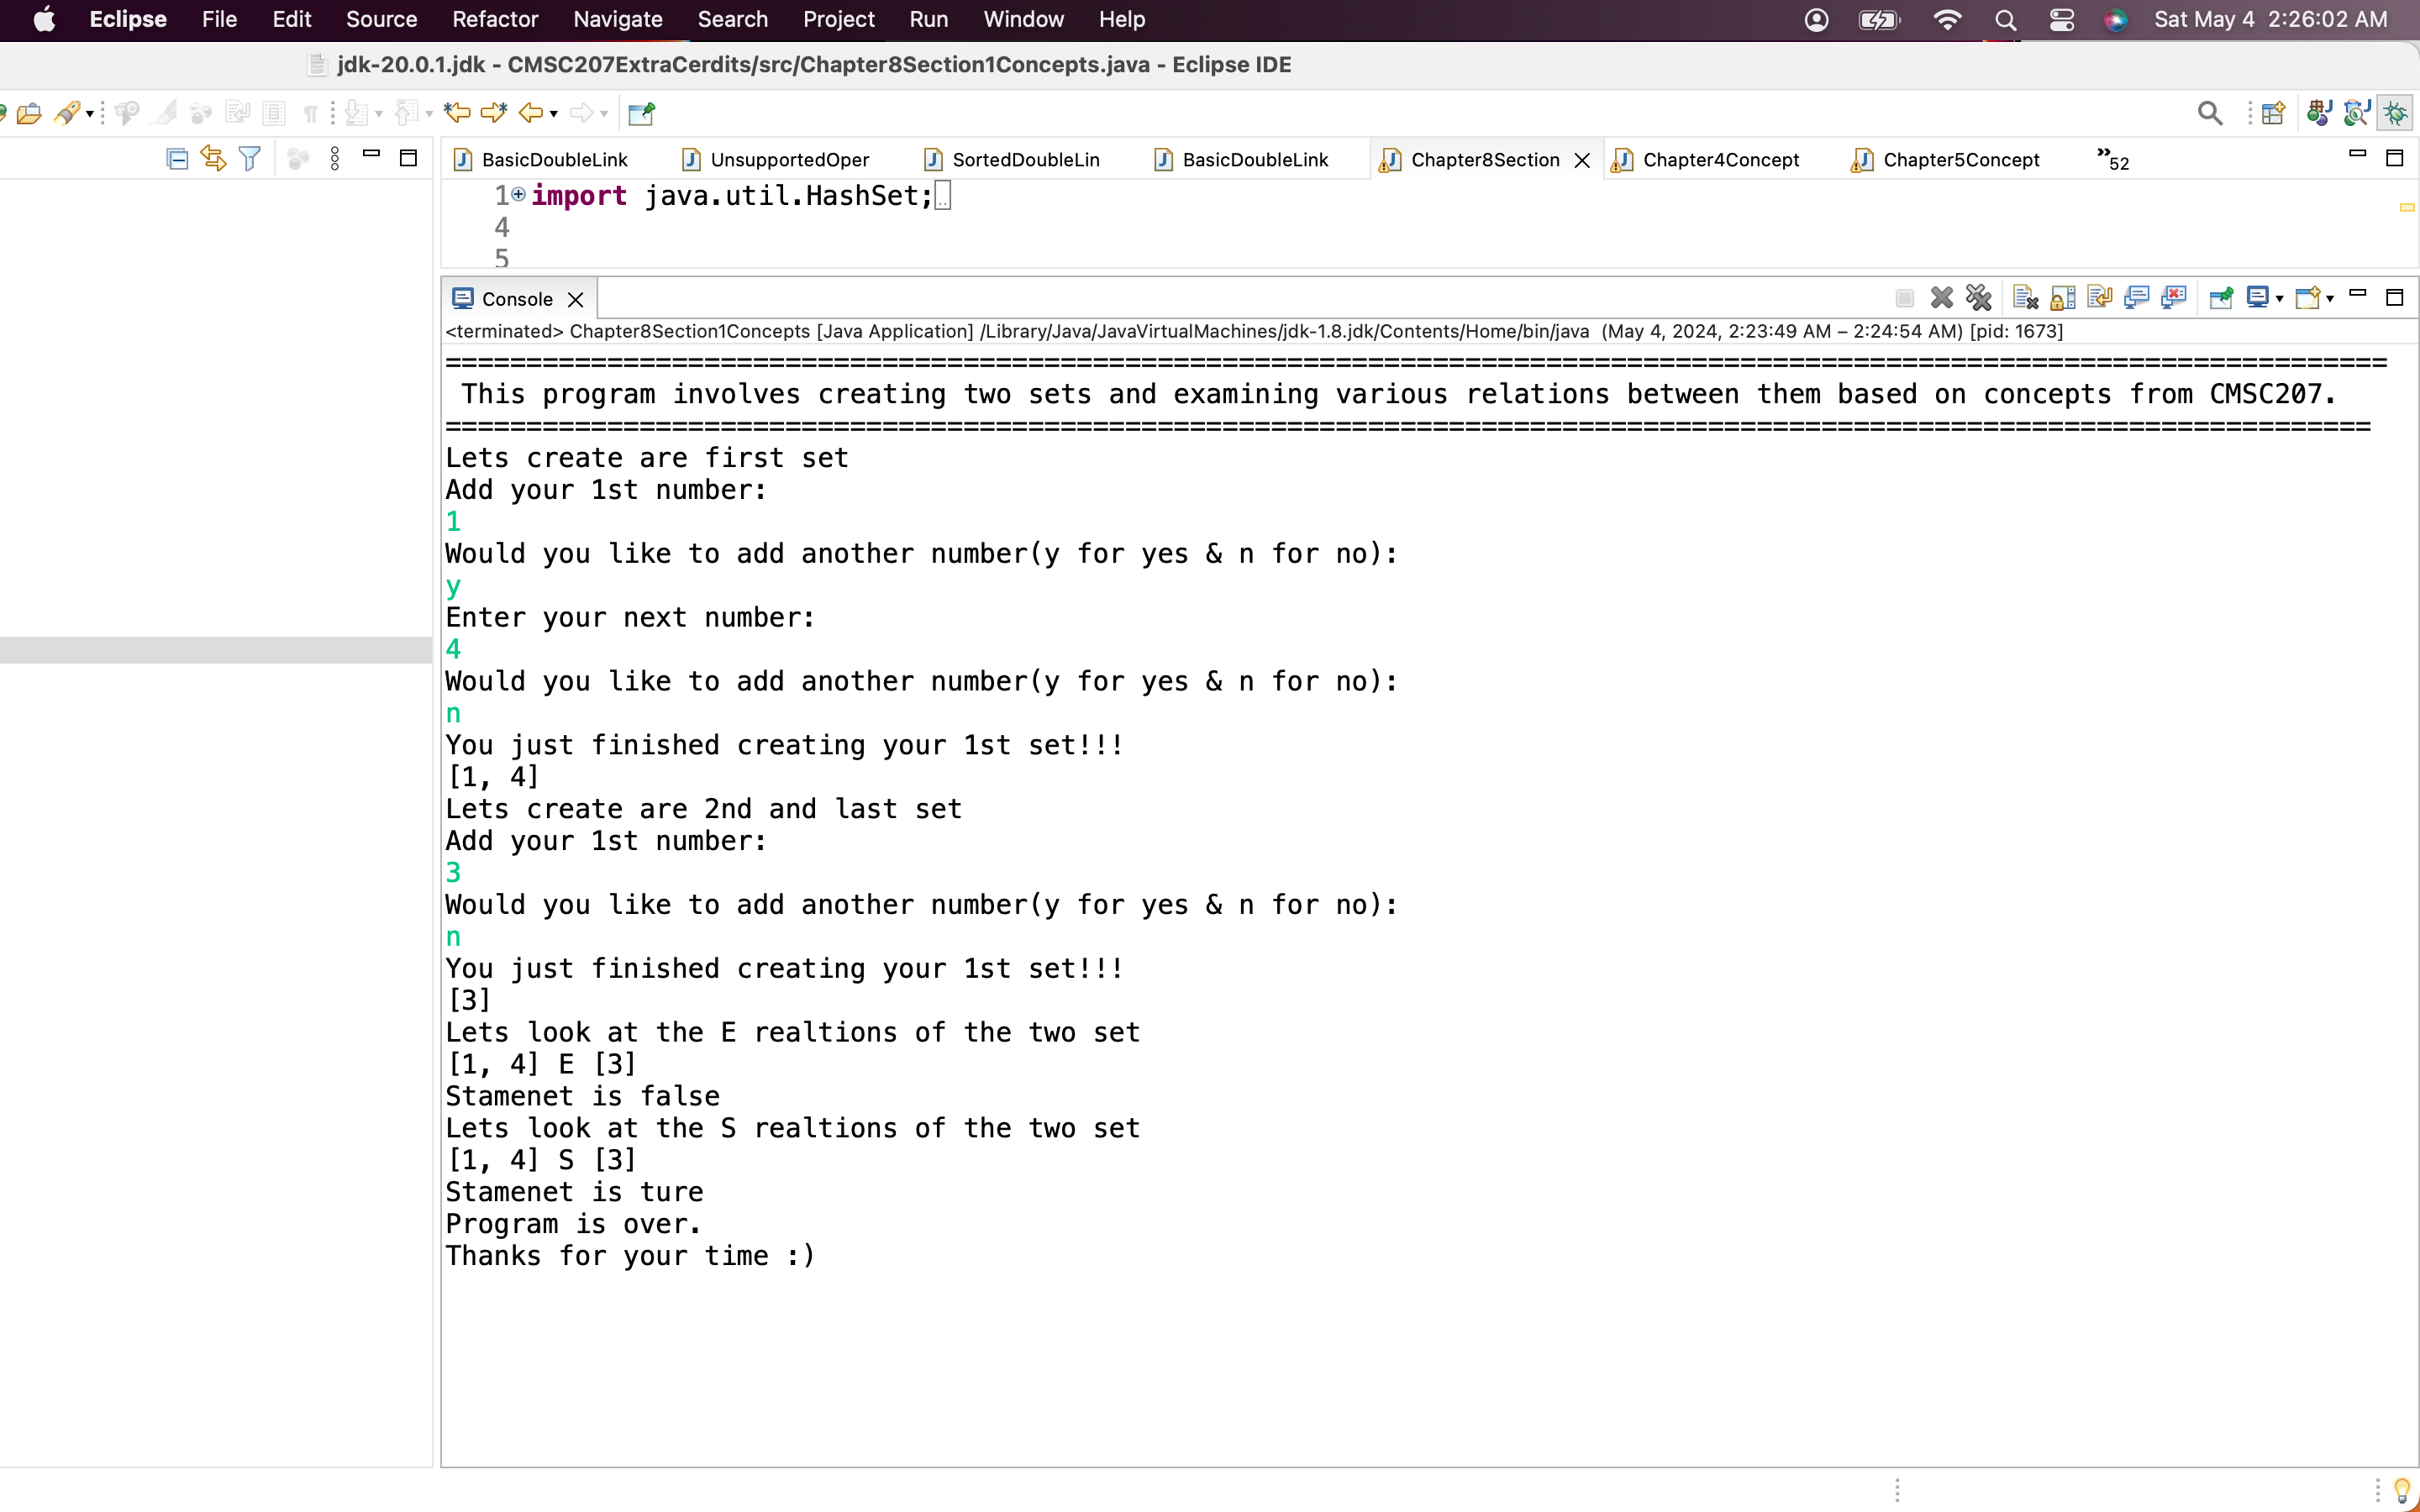 Eclipse File Edit Source Refactor Navigate Search Project Run Window Help Sat May 4 2:26:02 AM
jdk-20.0.1.jdk - CMSC207ExtraCerdits/src/Chapter8Section1Concepts.java - Eclipse IDE
BasicDoubleLink UnsupportedOper SortedDoubleLin BasicDoubleLink Chapter8Section Chapter4Concept Chapter5Concept »52
1 import java.util.HashSet;
4
5
Console
<terminated> Chapter8Section1Concepts [Java Application] /Library/Java/JavaVirtualMachines/jdk-1.8.jdk/Contents/Home/bin/java (May 4, 2024, 2:23:49 AM – 2:24:54 AM) [pid: 1673]
========================================================================================================================
This program involves creating two sets and examining various relations between them based on concepts from CMSC207.
=======================================================================================================================
Lets create are first set
Add your 1st number:
1
Would you like to add another number(y for yes & n for no):
y
Enter your next number:
4
Would you like to add another number(y for yes & n for no):
n
You just finished creating your 1st set!!!
[1, 4]
Lets create are 2nd and last set
Add your 1st number:
3
Would you like to add another number(y for yes & n for no):
n
You just finished creating your 1st set!!!
[3]
Lets look at the E realtions of the two set
[1, 4] E [3]
Stamenet is false
Lets look at the S realtions of the two set
[1, 4] S [3]
Stamenet is ture
Program is over.
Thanks for your time :)